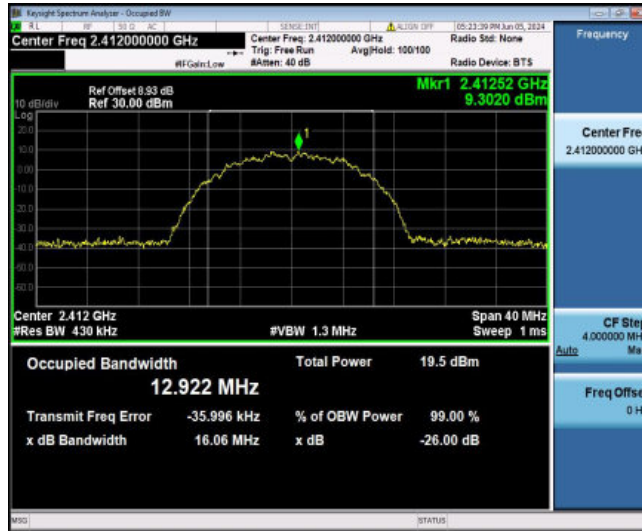 Keysight Spectrum Analyzer - Occupied BW
RL RF 50 Ω AC SENSE:INT ALIGN OFF 05:23:39 PM Jun 05, 2024
Center Freq 2.412000000 GHz
Center Freq: 2.412000000 GHz
Radio Std: None
Trig: Free Run Avg|Hold: 100/100
#IFGain:Low #Atten: 40 dB Radio Device: BTS
Frequency
Ref Offset 8.93 dB
Mkr1 2.41252 GHz
10 dB/div Ref 30.00 dBm 9.3020 dBm
Log
20.0
10.0
0.00
-10.0
-20.0
-30.0
-40.0
-50.0
-60.0
1
Center 2.412 GHz Span 40 MHz
#Res BW 430 kHz #VBW 1.3 MHz Sweep 1 ms
Occupied Bandwidth Total Power 19.5 dBm
12.922 MHz
Transmit Freq Error -35.996 kHz % of OBW Power 99.00 %
x dB Bandwidth 16.06 MHz x dB -26.00 dB
Center Fre
2.412000000 GH
CF Ste
4.000000 MH
Auto Ma
Freq Offse
0 H
MSG STATUS